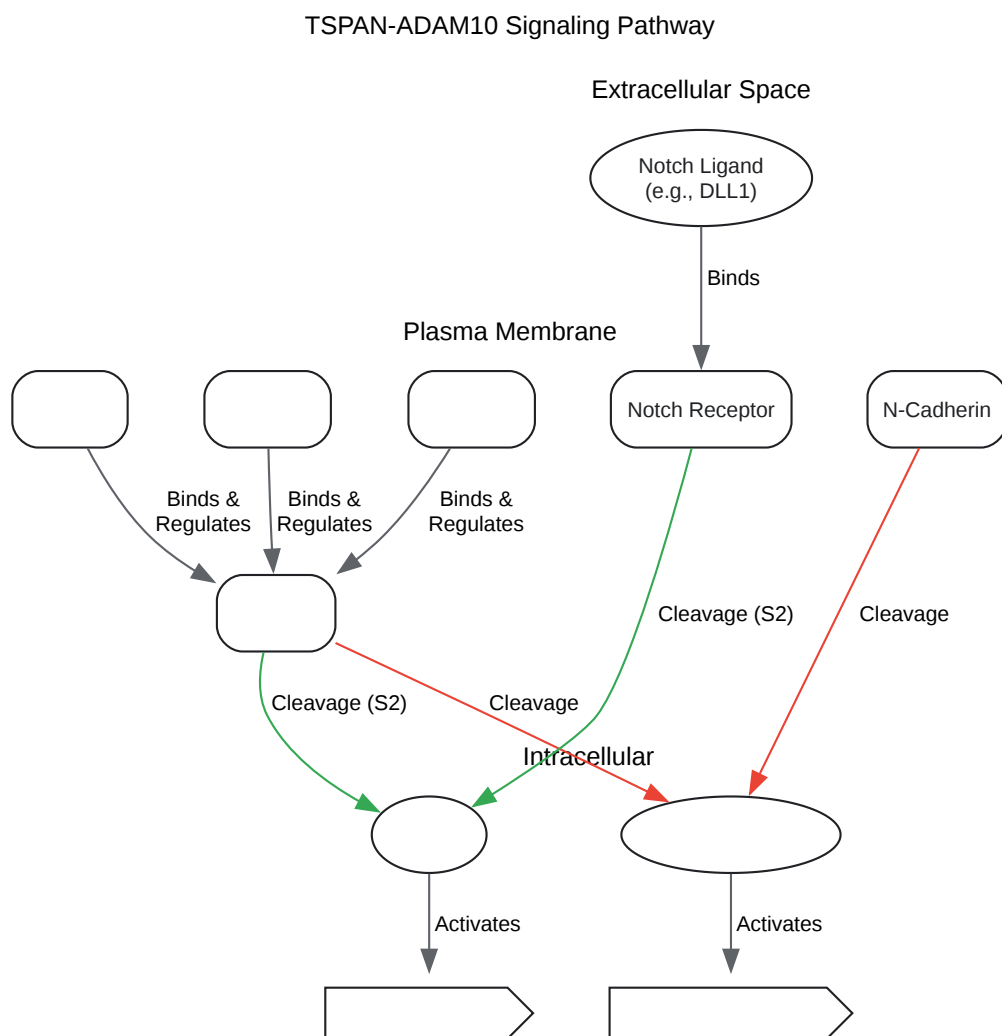 TSPAN-ADAM10 Signaling Pathway
Extracellular Space
Notch Ligand
(e.g., DLL1)
Binds
Plasma Membrane
Notch Receptor
N-Cadherin
Binds &
Regulates
Binds &
Regulates
Binds &
Regulates
Cleavage (S2)
Cleavage
Cleavage (S2)
Cleavage
Intracellular
Activates
Activates